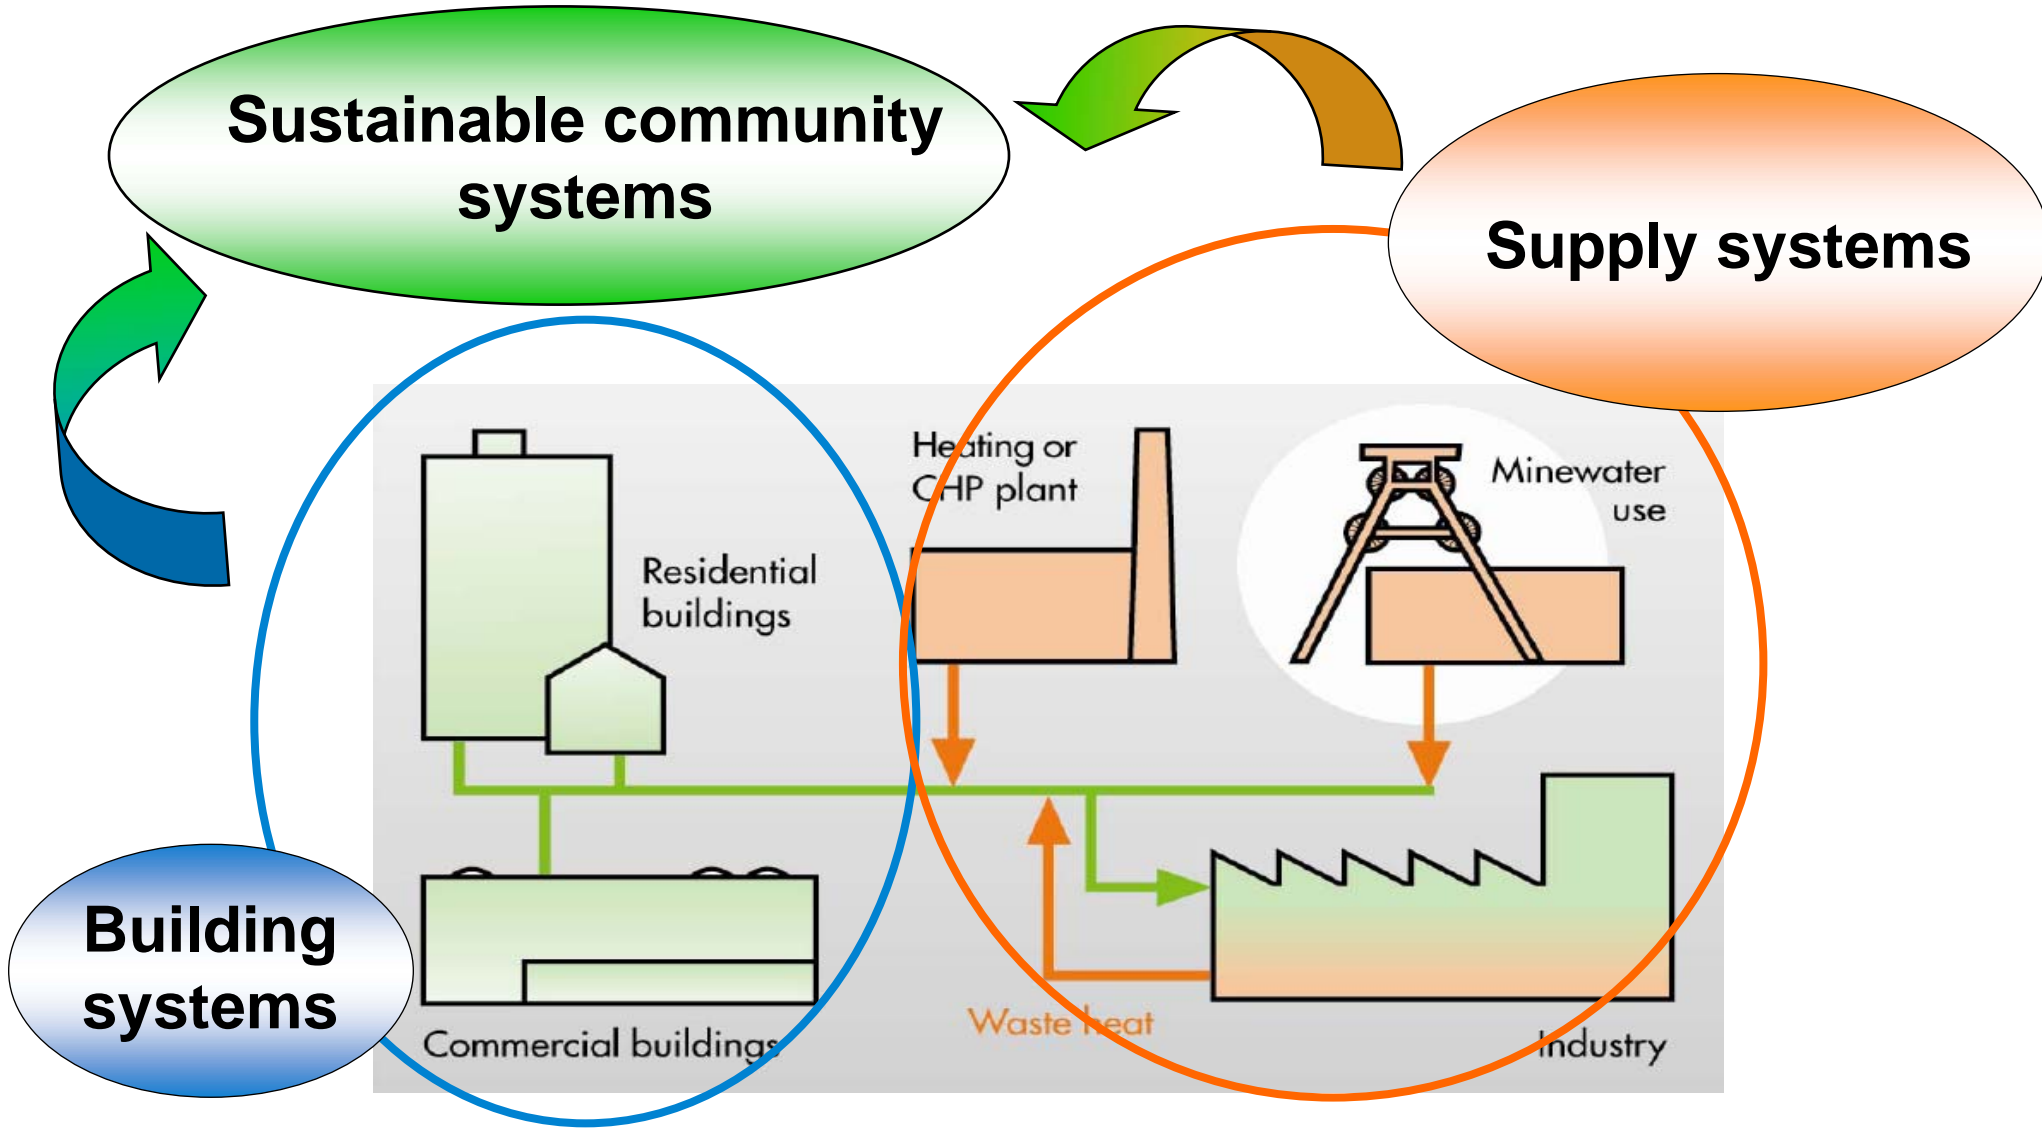 Sustainable community
systems
Supply systems
Heating or
CHP plant
Minewater
use
Residential
buildings
Building
systems
Commercial buildings
Waste heat
Industry